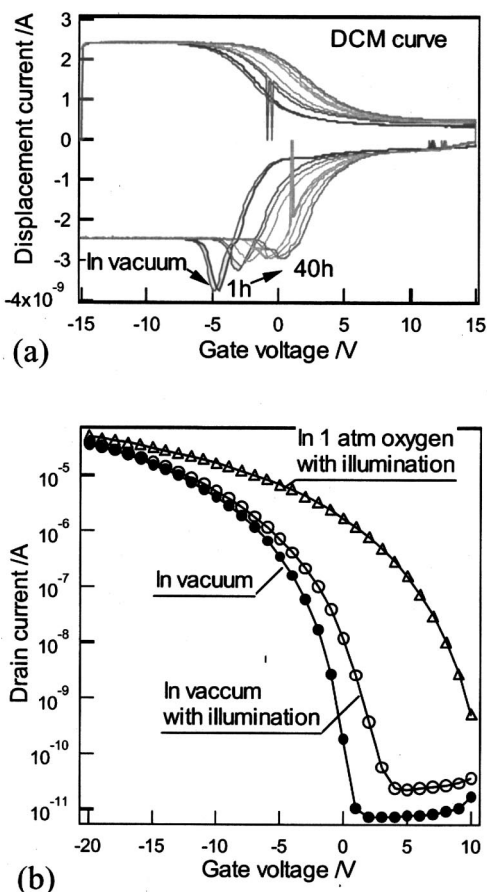 DCM curve
Displacement current /A
3
2
1
0
-1
-2
-3
-4x10⁻⁹
In vacuum
1h
40h
-15 -10 -5 0 5 10 15
Gate voltage /V
(a)
In 1 atm oxygen
with illumination
In vacuum
In vaccum
with illumination
Drain current /A
10⁻⁵
10⁻⁶
10⁻⁷
10⁻⁸
10⁻⁹
10⁻¹⁰
10⁻¹¹
-20 -15 -10 -5 0 5 10
Gate voltage /V
(b)